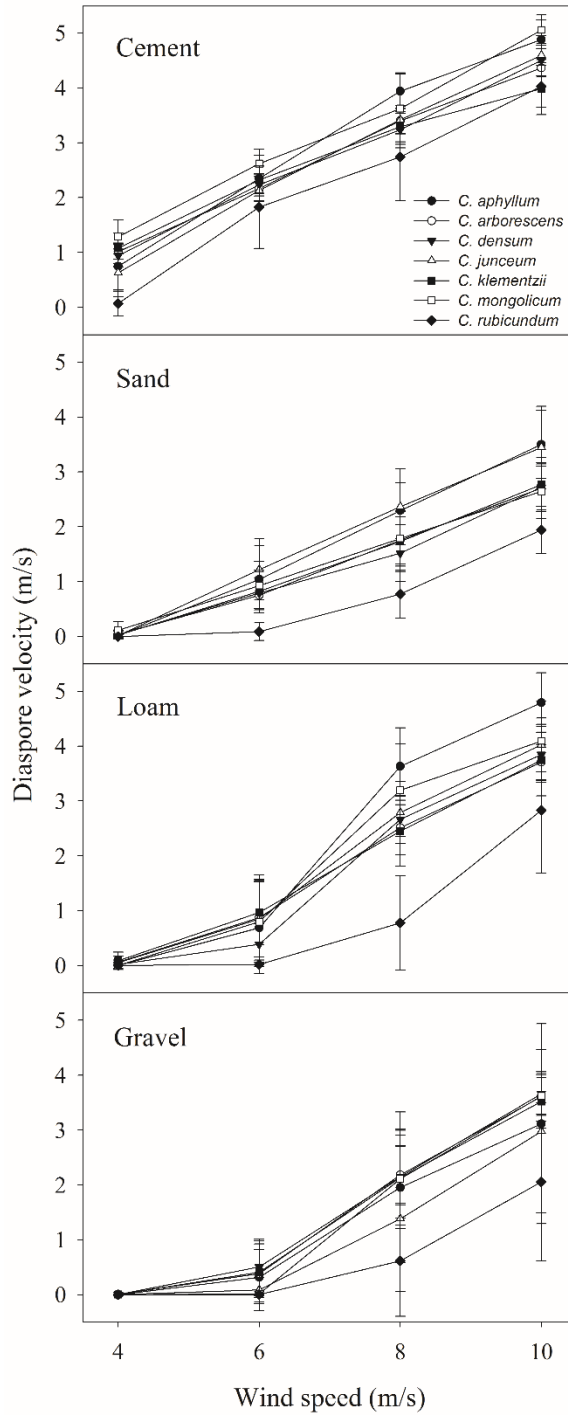 Cement
5
4
3
2
1
0
C. aphyllum
C. arborescens
C. densum
C. junceum
C. klementzii
C. mongolicum
C. rubicundum
Sand
5
4
3
2
1
0
Loam
5
4
3
2
1
0
Gravel
5
4
3
2
1
0
4 6 8 10
Wind speed (m/s)
Diaspore velocity (m/s)